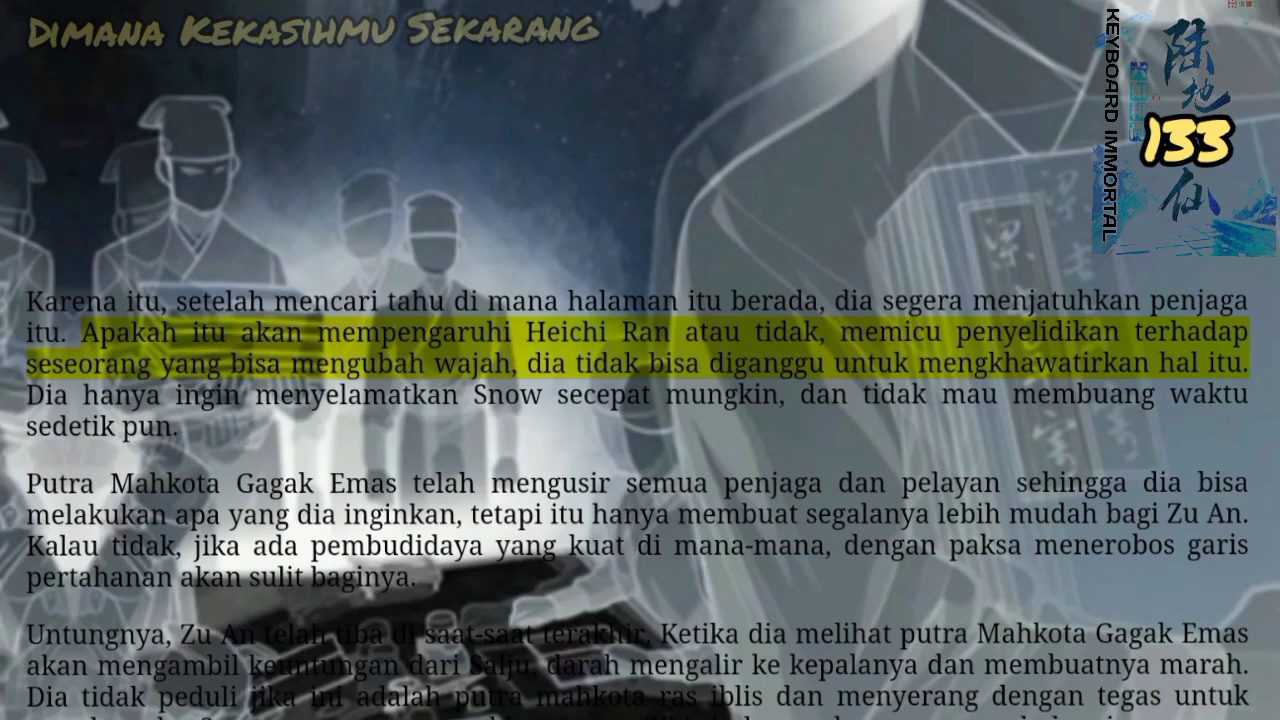 Dimana Kekasihmu Sekarang
KEYBOARD IMMORTAL
陆地
133
仙
Karena itu, setelah mencari tahu di mana halaman itu berada, dia segera menjatuhkan penjaga
itu. Apakah itu akan mempengaruhi Heichi Ran atau tidak, memicu penyelidikan terhadap
seseorang yang bisa mengubah wajah, dia tidak bisa diganggu untuk mengkhawatirkan hal itu.
Dia hanya ingin menyelamatkan Snow secepat mungkin, dan tidak mau membuang waktu
sedetik pun.
Putra Mahkota Gagak Emas telah mengusir semua penjaga dan pelayan sehingga dia bisa
melakukan apa yang dia inginkan, tetapi itu hanya membuat segalanya lebih mudah bagi Zu An.
Kalau tidak, jika ada pembudidaya yang kuat di mana-mana, dengan paksa menerobos garis
pertahanan akan sulit baginya.
Untungnya, Zu An telah tiba di saat-saat terakhir. Ketika dia melihat putra Mahkota Gagak Emas
akan mengambil keuntungan dari Salju, darah mengalir ke kepalanya dan membuatnya marah.
Dia tidak peduli jika ini adalah putra mahkota ras iblis dan menyerang dengan tegas untuk